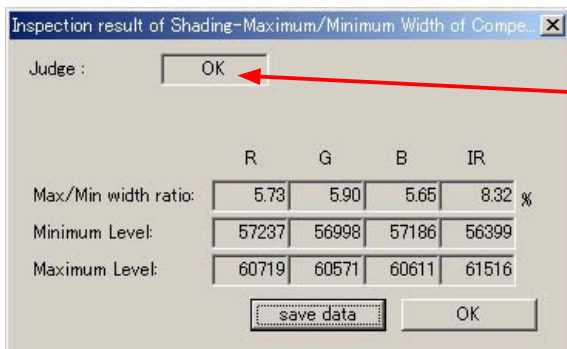 Inspection result of Shading-Maximum/Minimum Width of Compe...
Judge : OK
R G B IR
Max/Min width ratio: 5.73 5.90 5.65 8.32 %
Minimum Level: 57237 56998 57186 56399
Maximum Level: 60719 60571 60611 61516
save data OK